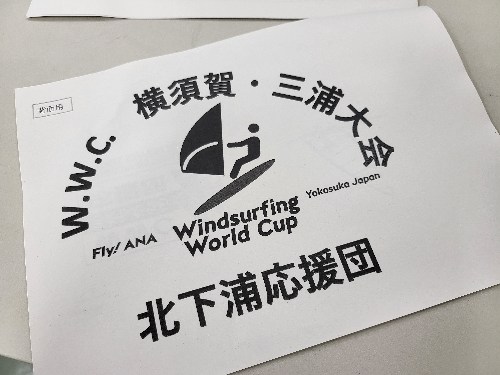 W.W.C. 横須賀・三浦大会
Fly! ANA
Windsurfing
World Cup
Yokosuka Japan
北下浦応援団